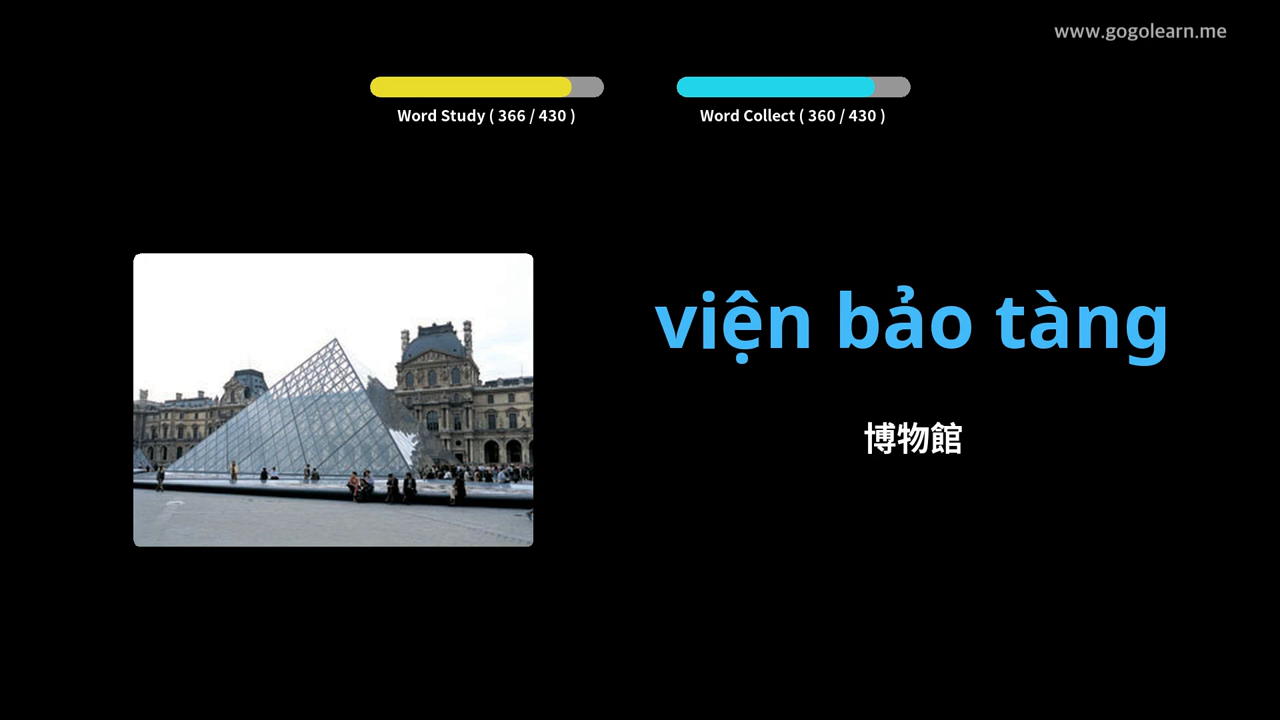 www.gogolearn.me
Word Study ( 366 / 430 )
Word Collect ( 360 / 430 )
viện bảo tàng
博物館